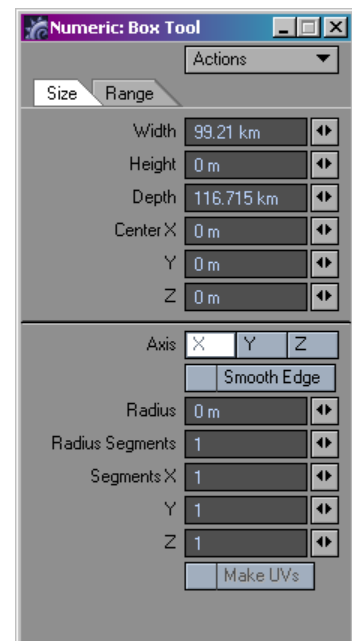 Numeric: Box Tool
Actions
Size Range
Width 99.21 km
Height 0 m
Depth 116.715 km
Center X 0 m
Y 0 m
Z 0 m
Axis X Y Z
Smooth Edge
Radius 0 m
Radius Segments 1
Segments X 1
Y 1
Z 1
Make UVs